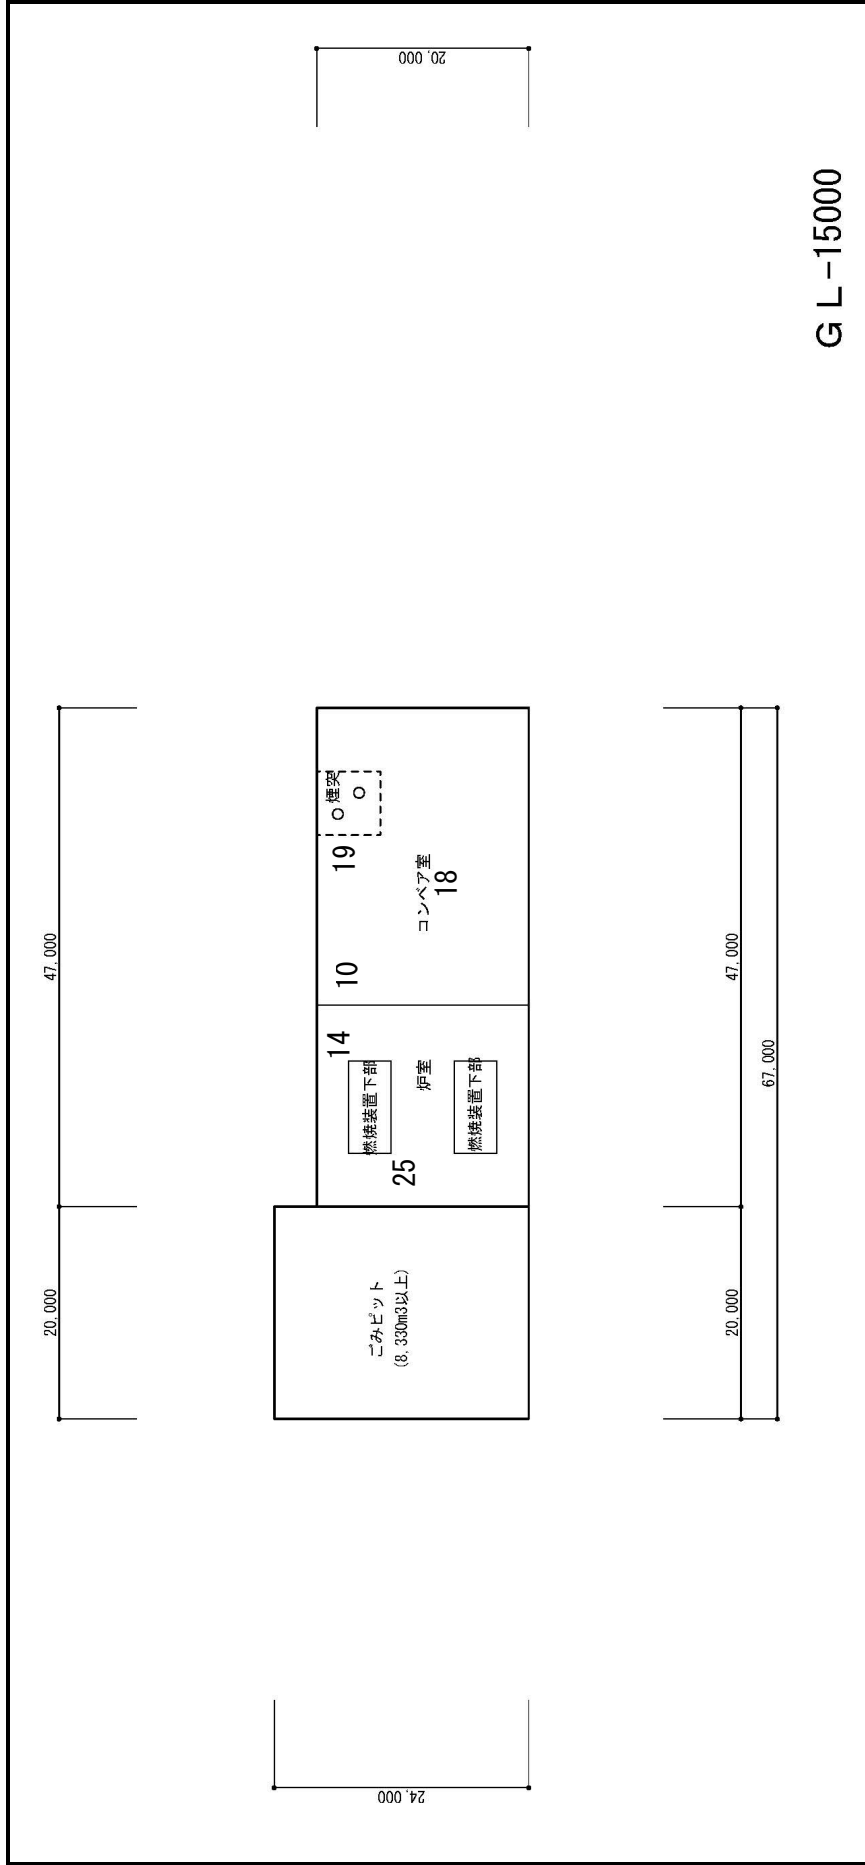 20,000
47,000
ごみピット
(8,330m3以上)
25
燃焼装置下部
14
炉室
燃焼装置下部
10
19
煙突
コンベア室
18
24,000
20,000
20,000
47,000
67,000
ＧＬ-15000